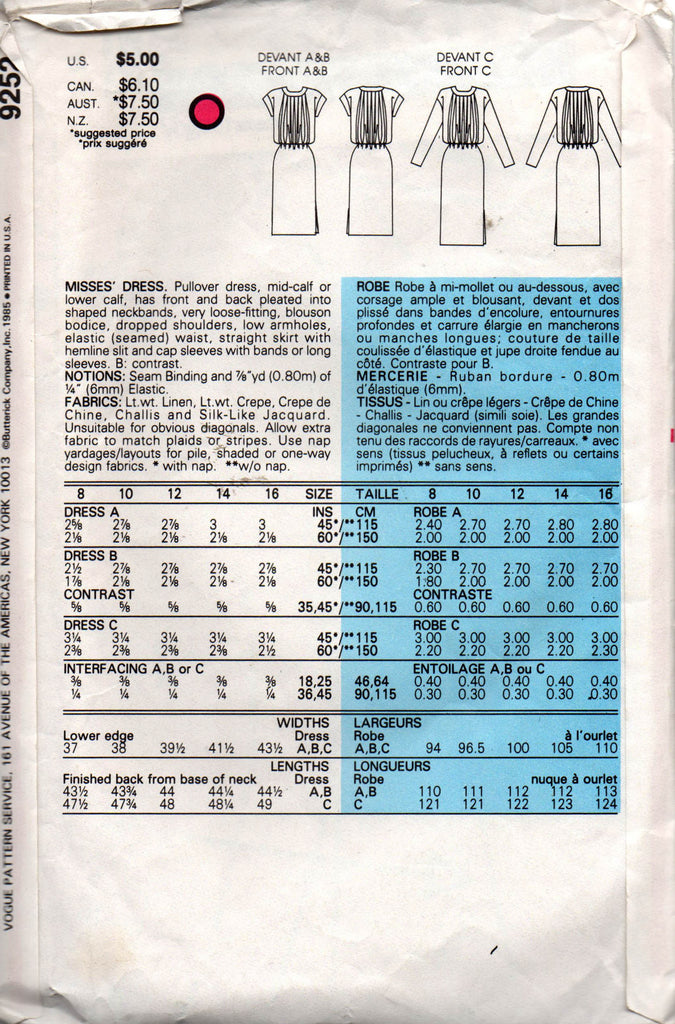 9252
U.S. $5.00
CAN. $6.10
AUST. *$7.50
N.Z. $7.50
*suggested price
*prix suggéré
DEVANT A&B
FRONT A&B
DEVANT C
FRONT C
VOGUE PATTERN SERVICE, 161 AVENUE OF THE AMERICAS, NEW YORK 10013 ©Butterick Company, Inc. 1985 • PRINTED IN U.S.A.
MISSES' DRESS. Pullover dress, mid-calf or
lower calf, has front and back pleated into
shaped neckbands, very loose-fitting, blouson
bodice, dropped shoulders, low armholes,
elastic (seamed) waist, straight skirt with
hemline slit and cap sleeves with bands or long
sleeves. B: contrast.
NOTIONS: Seam Binding and ⅞"yd (0.80m) of
¼" (6mm) Elastic.
FABRICS: Lt.wt. Linen, Lt.wt. Crepe, Crepe de
Chine, Challis and Silk-Like Jacquard.
Unsuitable for obvious diagonals. Allow extra
fabric to match plaids or stripes. Use nap
yardages/layouts for pile, shaded or one-way
design fabrics. * with nap. **w/o nap.
ROBE Robe à mi-mollet ou au-dessous, avec
corsage ample et blousant, devant et dos
plissé dans bandes d'encolure, entournures
profondes et carrure élargie en mancherons
ou manches longues; couture de taille
coulissée d'élastique et jupe droite fendue au
côté. Contraste pour B.
MERCERIE - Ruban bordure - 0.80m
d'élastique (6mm).
TISSUS - Lin ou crêpe légers - Crêpe de Chine
- Challis - Jacquard (simili soie). Les grandes
diagonales ne conviennent pas. Compte non
tenu des raccords de rayures/carreaux. * avec
sens (tissus pelucheux, à reflets ou certains
imprimés) ** sans sens.
8 10 12 14 16 SIZE TAILLE 8 10 12 14 16
DRESS A INS CM ROBE A
2⅝ 2⅞ 2⅞ 3 3 45*/**115 2.40 2.70 2.70 2.80 2.80
2⅛ 2⅛ 2⅛ 2⅛ 2⅛ 60*/**150 2.00 2.00 2.00 2.00 2.00
DRESS B ROBE B
2½ 2⅞ 2⅞ 2⅞ 2⅞ 45*/**115 2.30 2.70 2.70 2.70 2.70
1⅞ 2⅛ 2⅛ 2⅛ 2⅛ 60*/**150 1.80 2.00 2.00 2.00 2.00
CONTRAST CONTRASTE
⅝ ⅝ ⅝ ⅝ ⅝ 35,45*/**90,115 0.60 0.60 0.60 0.60 0.60
DRESS C ROBE C
3¼ 3¼ 3¼ 3¼ 3¼ 45*/**115 3.00 3.00 3.00 3.00 3.00
2⅜ 2⅜ 2⅜ 2⅜ 2½ 60*/**150 2.20 2.20 2.20 2.20 2.30
INTERFACING A,B or C ENTOILAGE A,B ou C
⅜ ⅜ ⅜ ⅜ ⅜ 18,25 46,64 0.40 0.40 0.40 0.40 0.40
¼ ¼ ¼ ¼ ¼ 36,45 90,115 0.30 0.30 0.30 0.30 0.30
WIDTHS LARGEURS
Lower edge Dress Robe à l'ourlet
37 38 39½ 41½ 43½ A,B,C A,B,C 94 96.5 100 105 110
LENGTHS LONGUEURS
Finished back from base of neck Dress Robe nuque à ourlet
43½ 43¾ 44 44¼ 44½ A,B A,B 110 111 112 112 113
47½ 47¾ 48 48¼ 49 C C 121 121 122 123 124